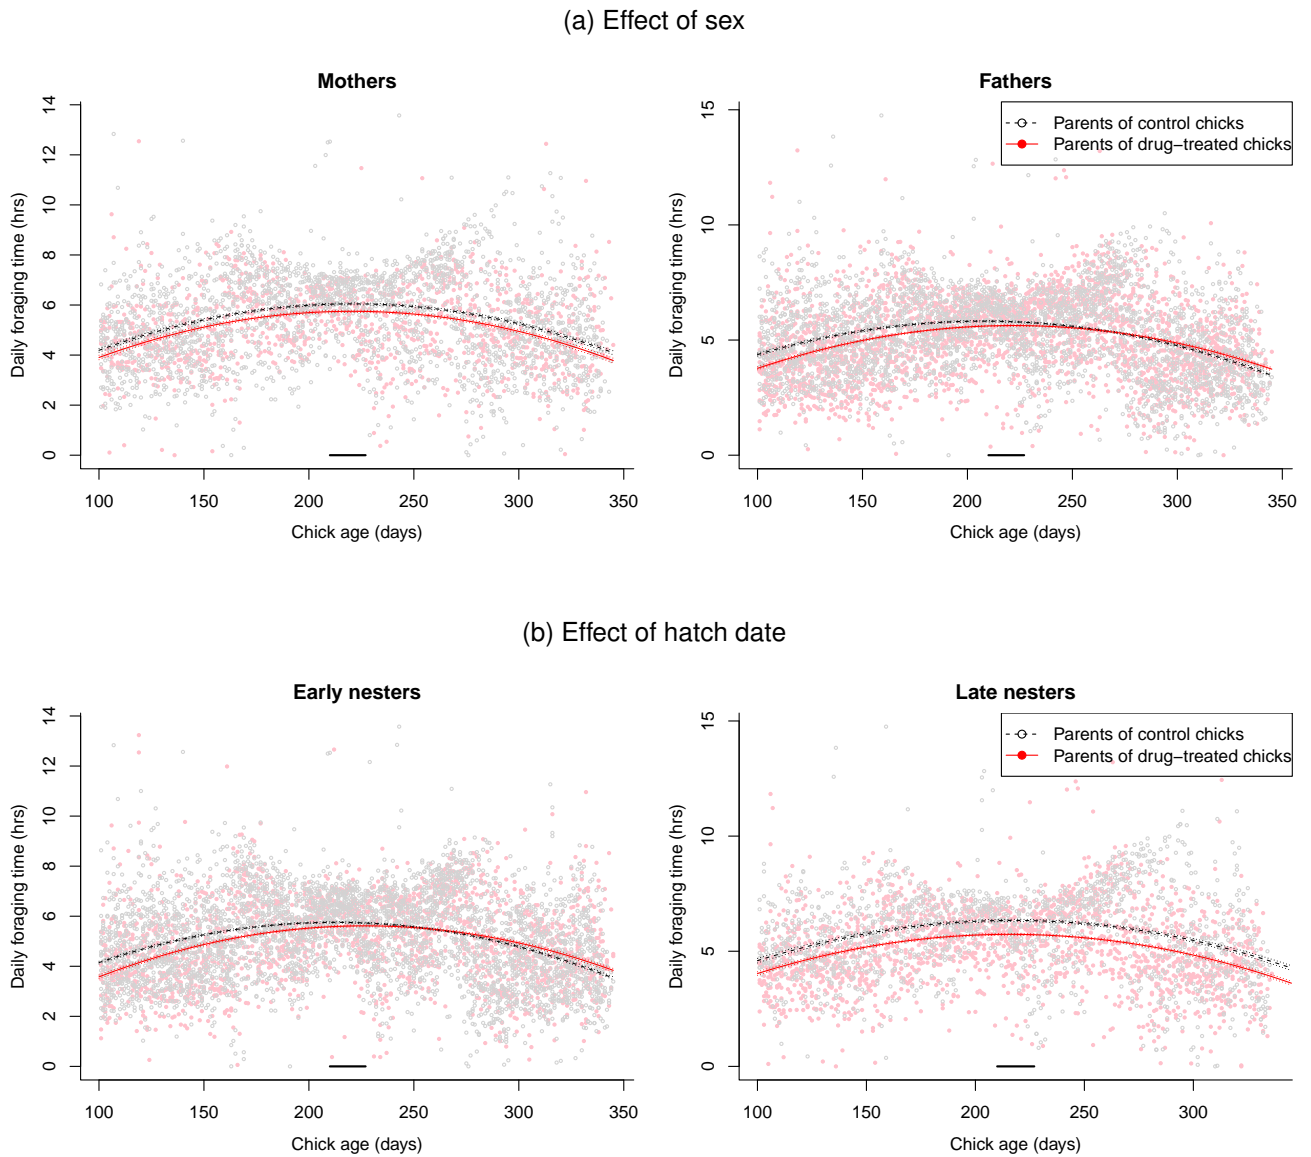 (a) Effect of sex
Mothers
Daily foraging time (hrs)
0 2 4 6 8 10 12 14
100 150 200 250 300 350
Chick age (days)
Fathers
Parents of control chicks
Parents of drug−treated chicks
Daily foraging time (hrs)
0 5 10 15
100 150 200 250 300 350
Chick age (days)
(b) Effect of hatch date
Early nesters
Daily foraging time (hrs)
0 2 4 6 8 10 12 14
100 150 200 250 300 350
Chick age (days)
Late nesters
Parents of control chicks
Parents of drug−treated chicks
Daily foraging time (hrs)
0 5 10 15
100 150 200 250 300
Chick age (days)